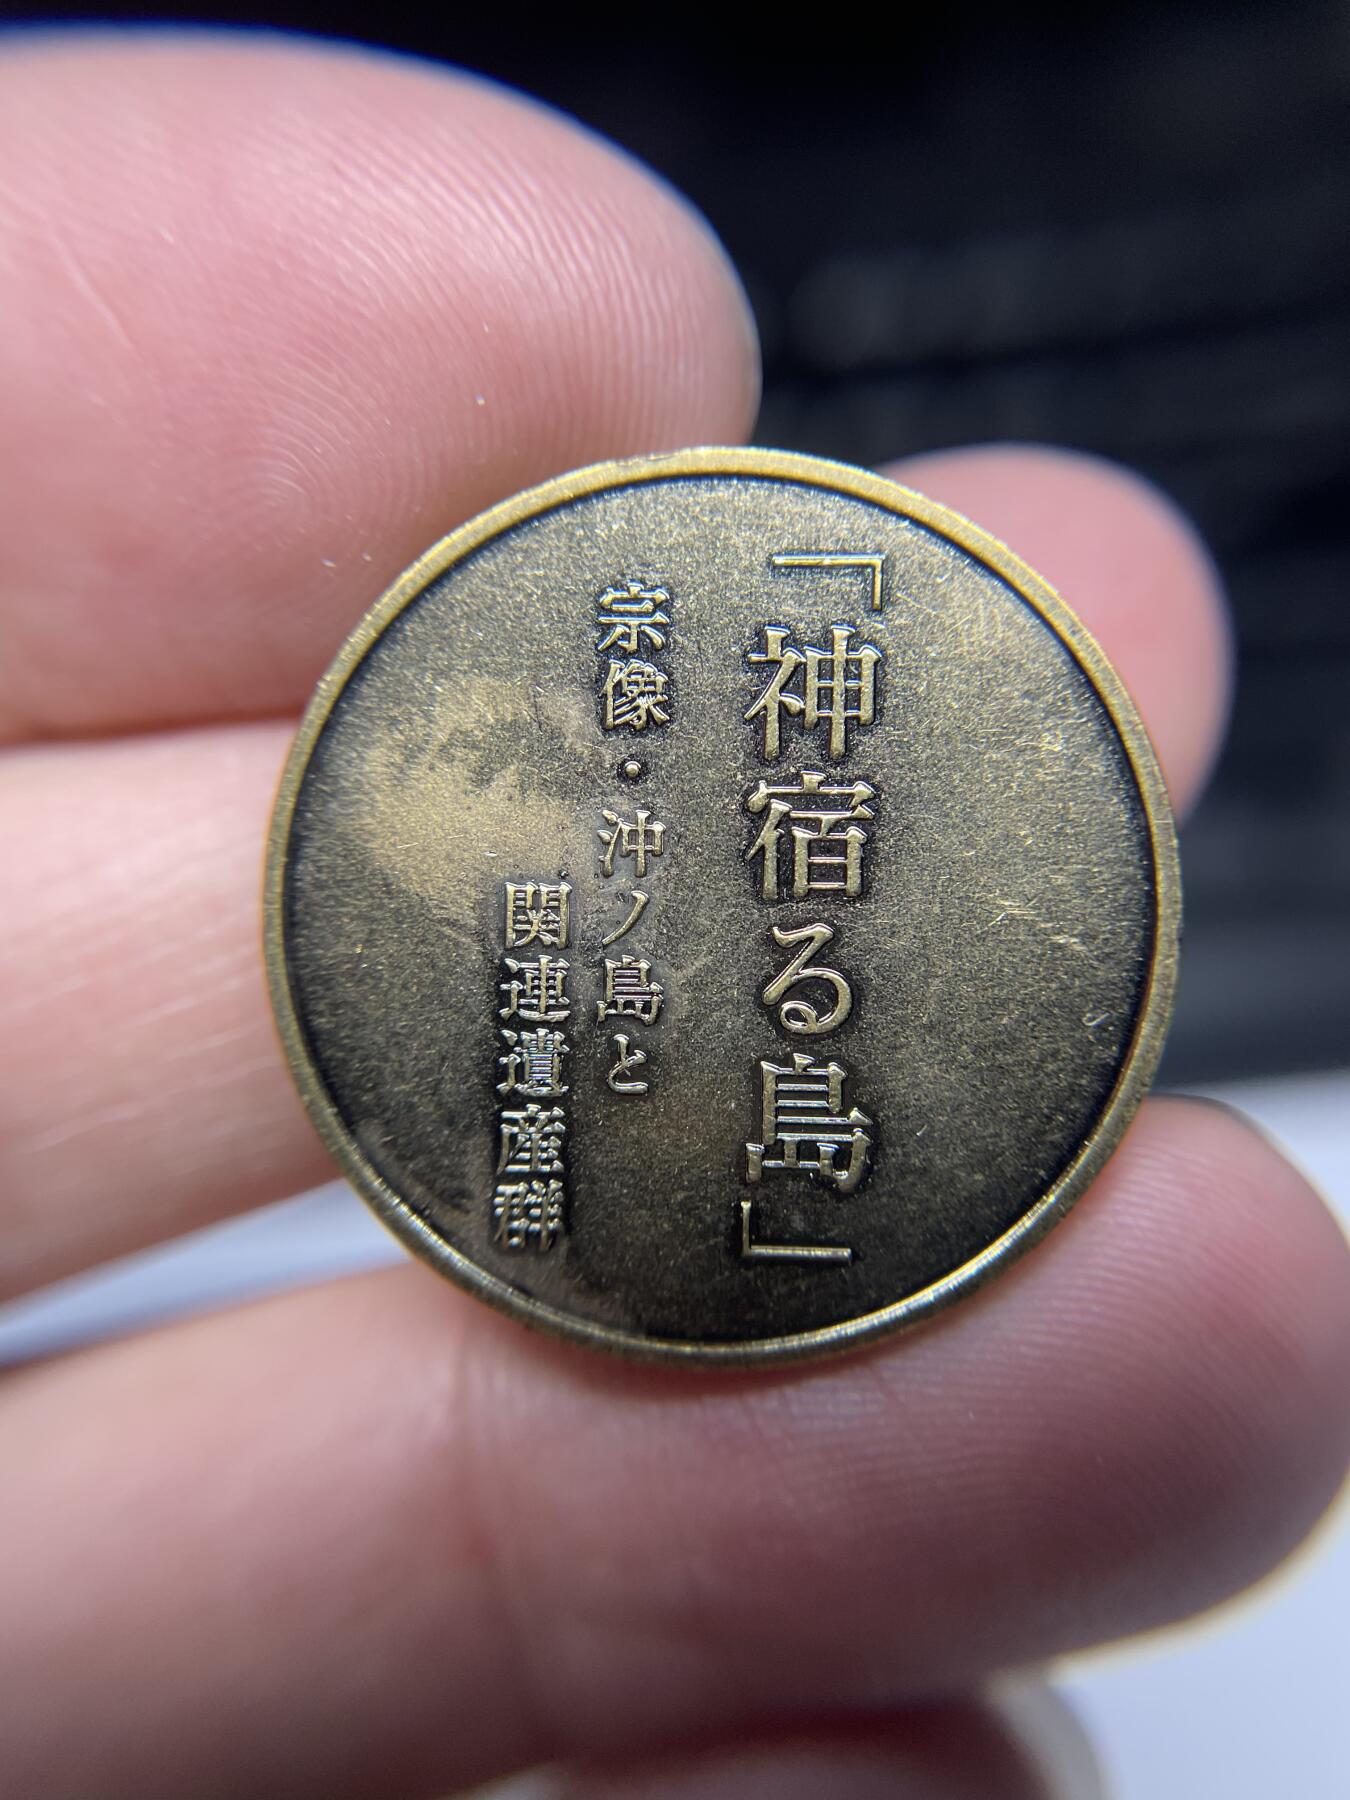 「神宿る島」
宗像・沖ノ島と
関連遺産群